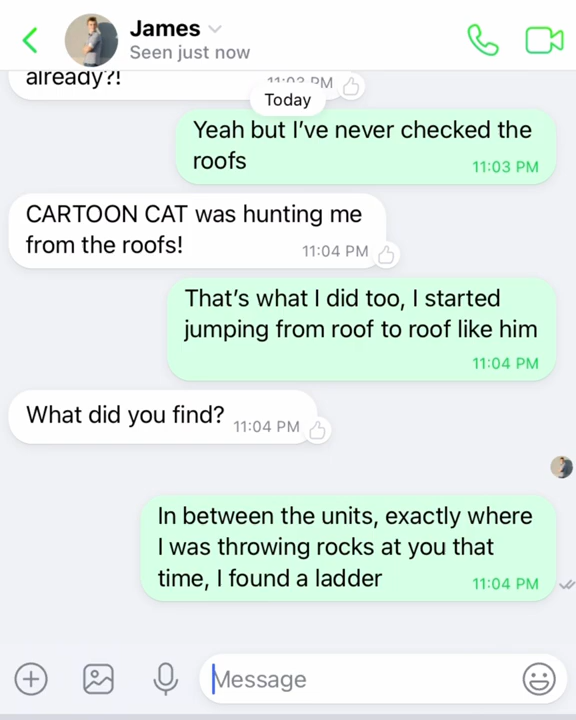 James
Seen just now
already?!
11:03 PM
Today
Yeah but I’ve never checked the
roofs
11:03 PM
CARTOON CAT was hunting me
from the roofs!
11:04 PM
That’s what I did too, I started
jumping from roof to roof like him
11:04 PM
What did you find?
11:04 PM
In between the units, exactly where
I was throwing rocks at you that
time, I found a ladder
11:04 PM
Message